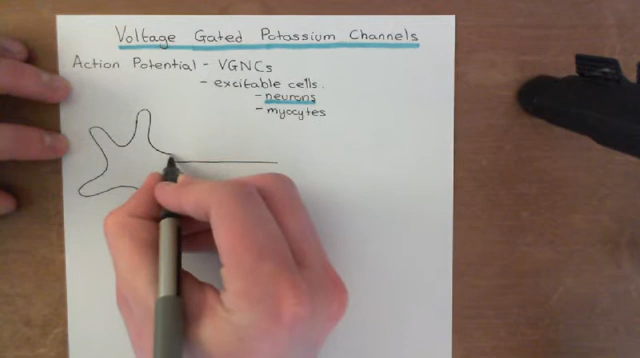 Voltage Gated Potassium Channels
Action Potential - VGNCs
- excitable cells.
- neurons
- myocytes